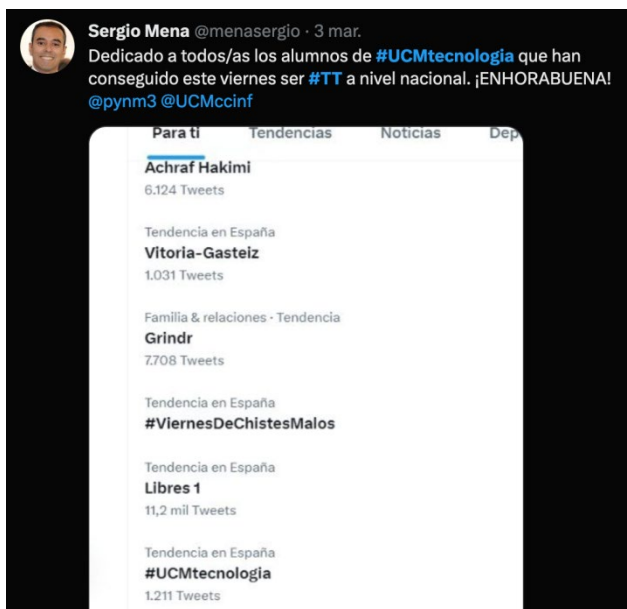 Sergio Mena @menasergio · 3 mar.
Dedicado a todos/as los alumnos de #UCMtecnologia que han
conseguido este viernes ser #TT a nivel nacional. ¡ENHORABUENA!
@pynm3 @UCMccinf
Para ti Tendencias Noticias Dep
Achraf Hakimi
6.124 Tweets
Tendencia en España
Vitoria-Gasteiz
1.031 Tweets
Familia & relaciones · Tendencia
Grindr
7.708 Tweets
Tendencia en España
#ViernesDeChistesMalos
Tendencia en España
Libres 1
11,2 mil Tweets
Tendencia en España
#UCMtecnologia
1.211 Tweets